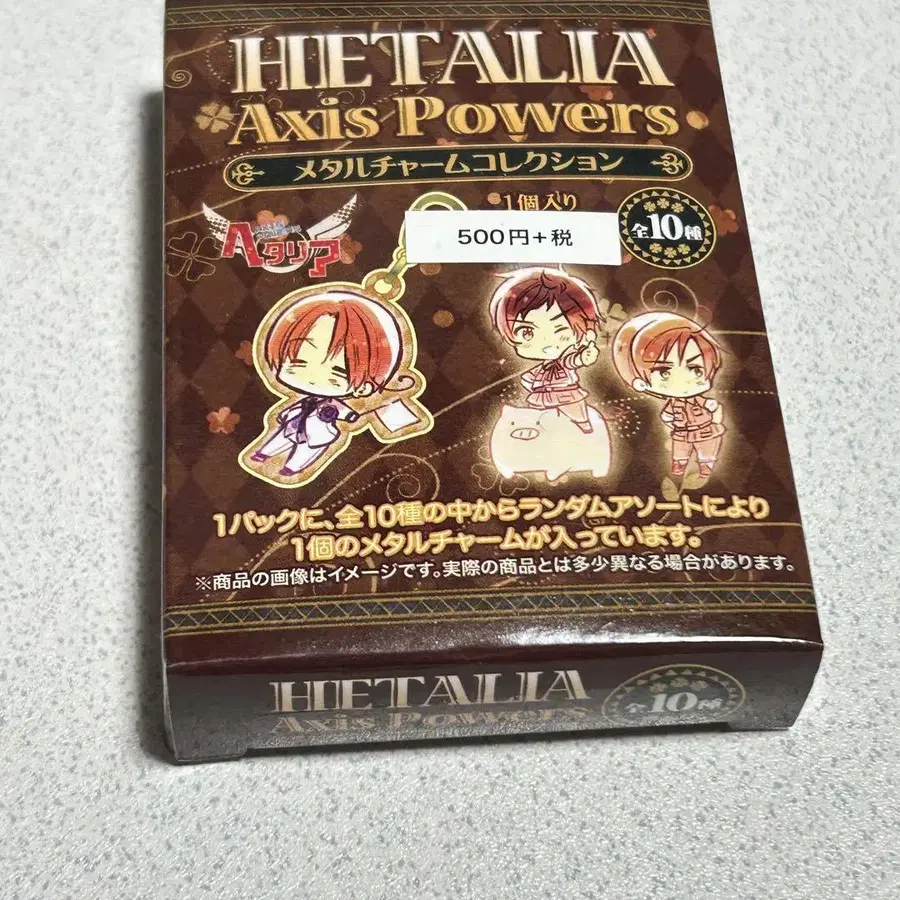 HETALIA
Axis Powers
メタルチャームコレクション
1個入り
500円+税
全10種
ヘタリア
1パックに、全10種の中からランダムアソートにより
1個のメタルチャームが入っています。
※商品の画像はイメージです。実際の商品とは多少異なる場合があります。
HETALIA
Axis Powers
全10種